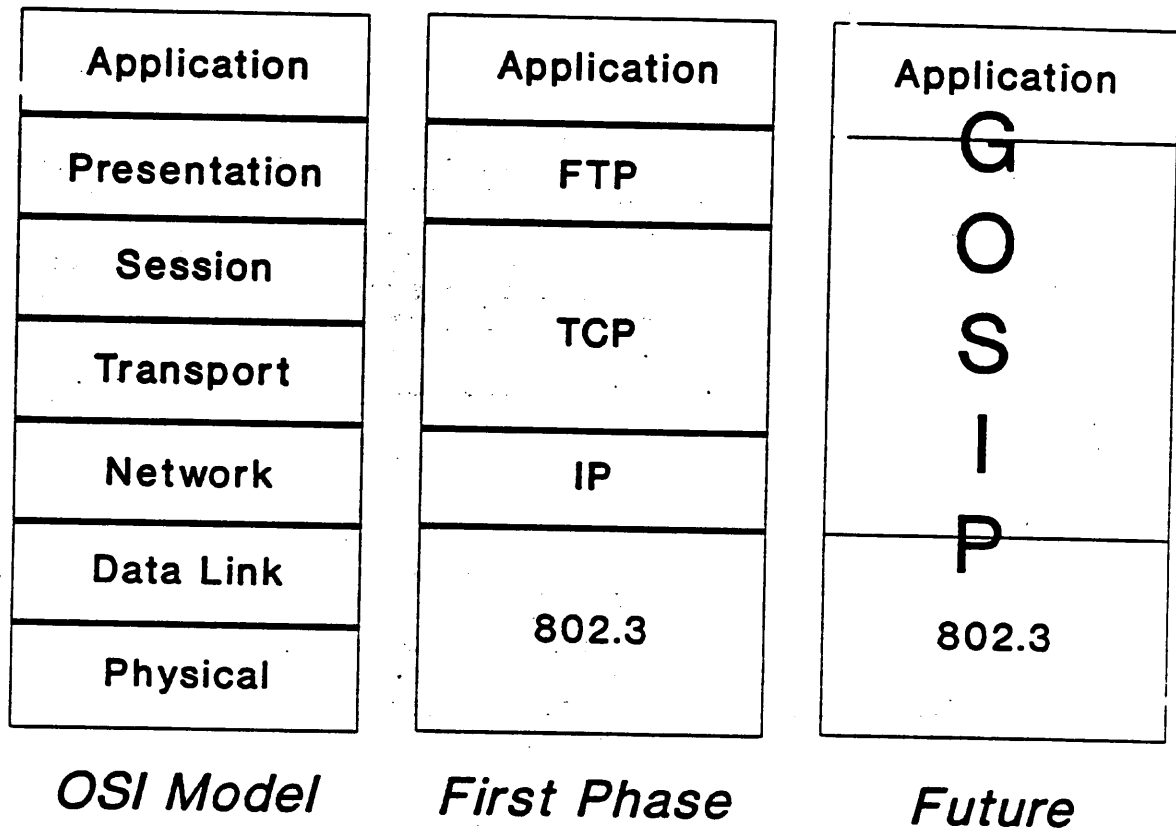 Application
Presentation
Session
Transport
Network
Data Link
Physical
OSI Model
Application
FTP
TCP
IP
802.3
First Phase
Application
G
O
S
I
P
802.3
Future